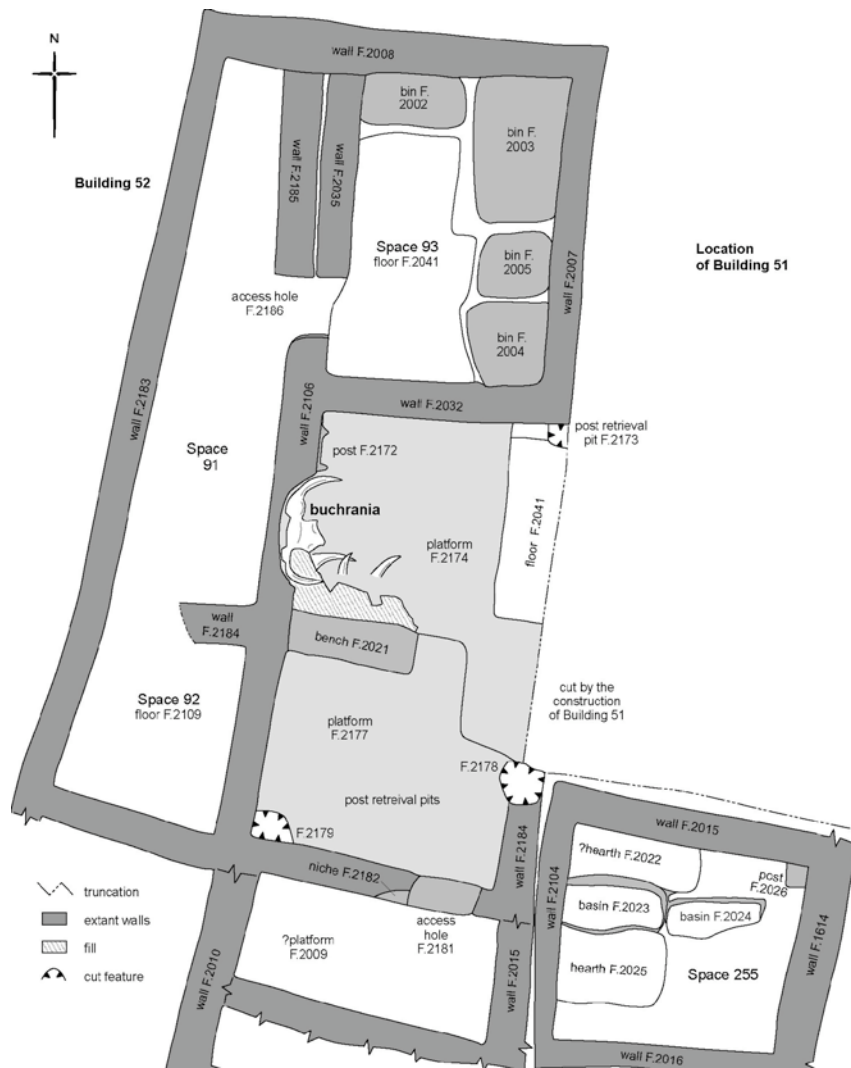 N
wall F.2008
bin F.
2002
bin F.
2003
wall F.2185
wall F.2035
Building 52
Space 93
floor F.2041
Location
of Building 51
bin F.
2005
wall F.2007
access hole
F.2186
bin F.
2004
wall F.2183
wall F.2106
wall F.2032
post retrieval
pit F.2173
Space
91
post F.2172
buchrania
platform
F.2174
floor F.2041
wall
F.2184
bench F.2021
Space 92
floor F.2109
cut by the
construction
of Building 51
platform
F.2177
F.2178
post retreival pits
F.2179
wall F.2184
wall F.2015
?hearth F.2022
post
F.2026
niche F.2182
wall F.2104
basin F.2023
basin F.2024
access
hole
F.2181
?platform
F.2009
wall F.2010
wall F.2015
hearth F.2025
Space 255
wall F.1614
wall F.2016
truncation
extant walls
fill
cut feature